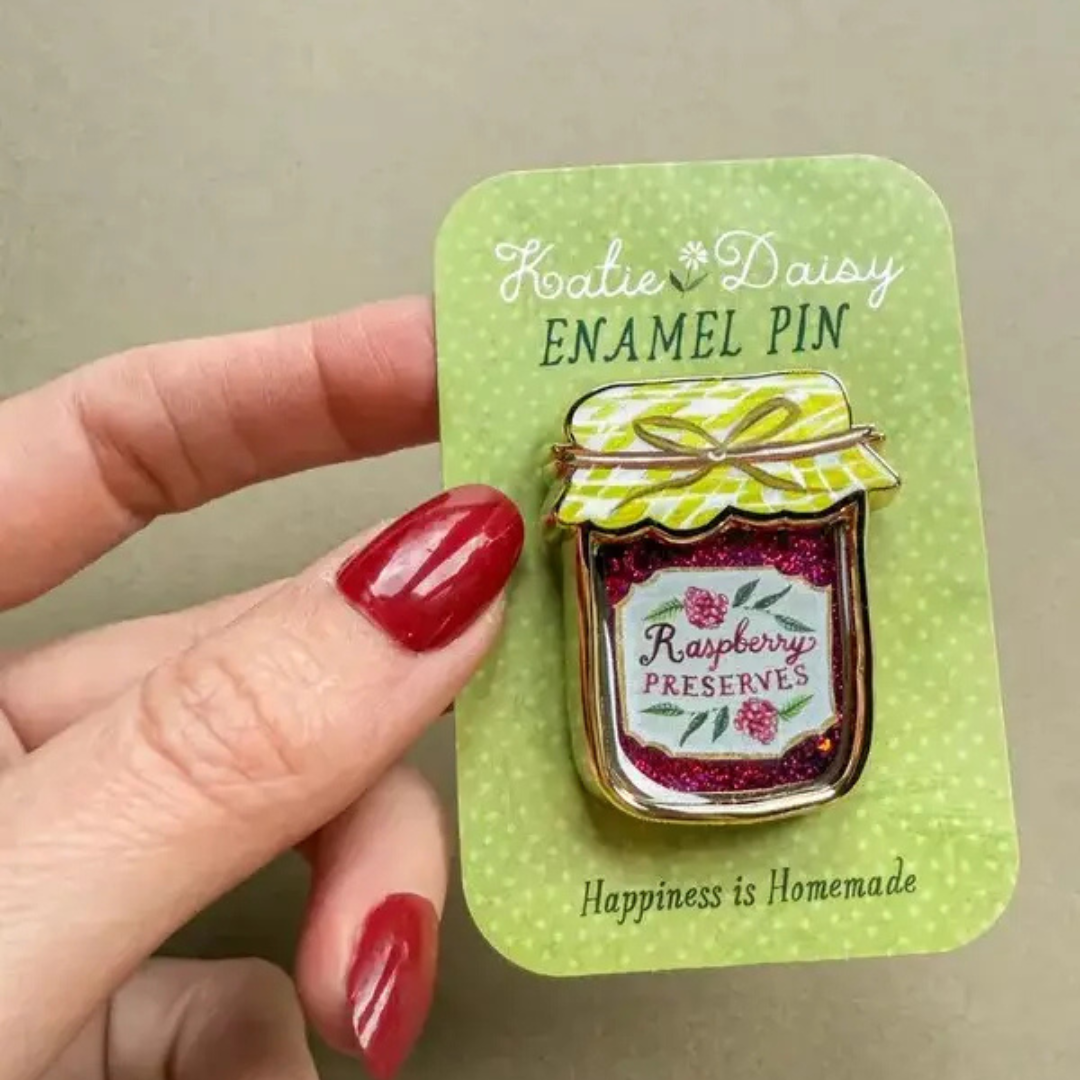 Katie Daisy
ENAMEL PIN
Raspberry
PRESERVES
Happiness is Homemade